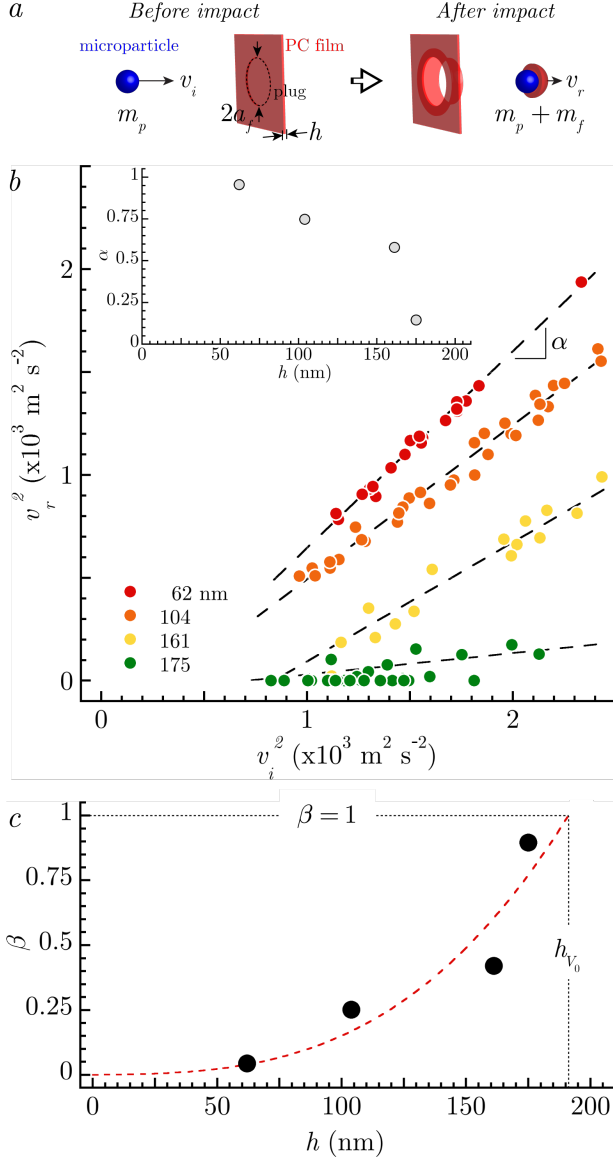 a
Before impact
After impact
microparticle
PC film
v_i
plug
v_r
m_p
2a_f
h
m_p + m_f
b
1
0.75
0.5
0.25
0
α
0
50
100
150
200
h (nm)
α
2
1
0
v_r^2 (x10^3 m^2 s^-2)
62 nm
104
161
175
0
1
2
v_i^2 (x10^3 m^2 s^-2)
c
1
0.75
0.5
0.25
0
β
β = 1
h_{V_0}
0
50
100
150
200
h (nm)